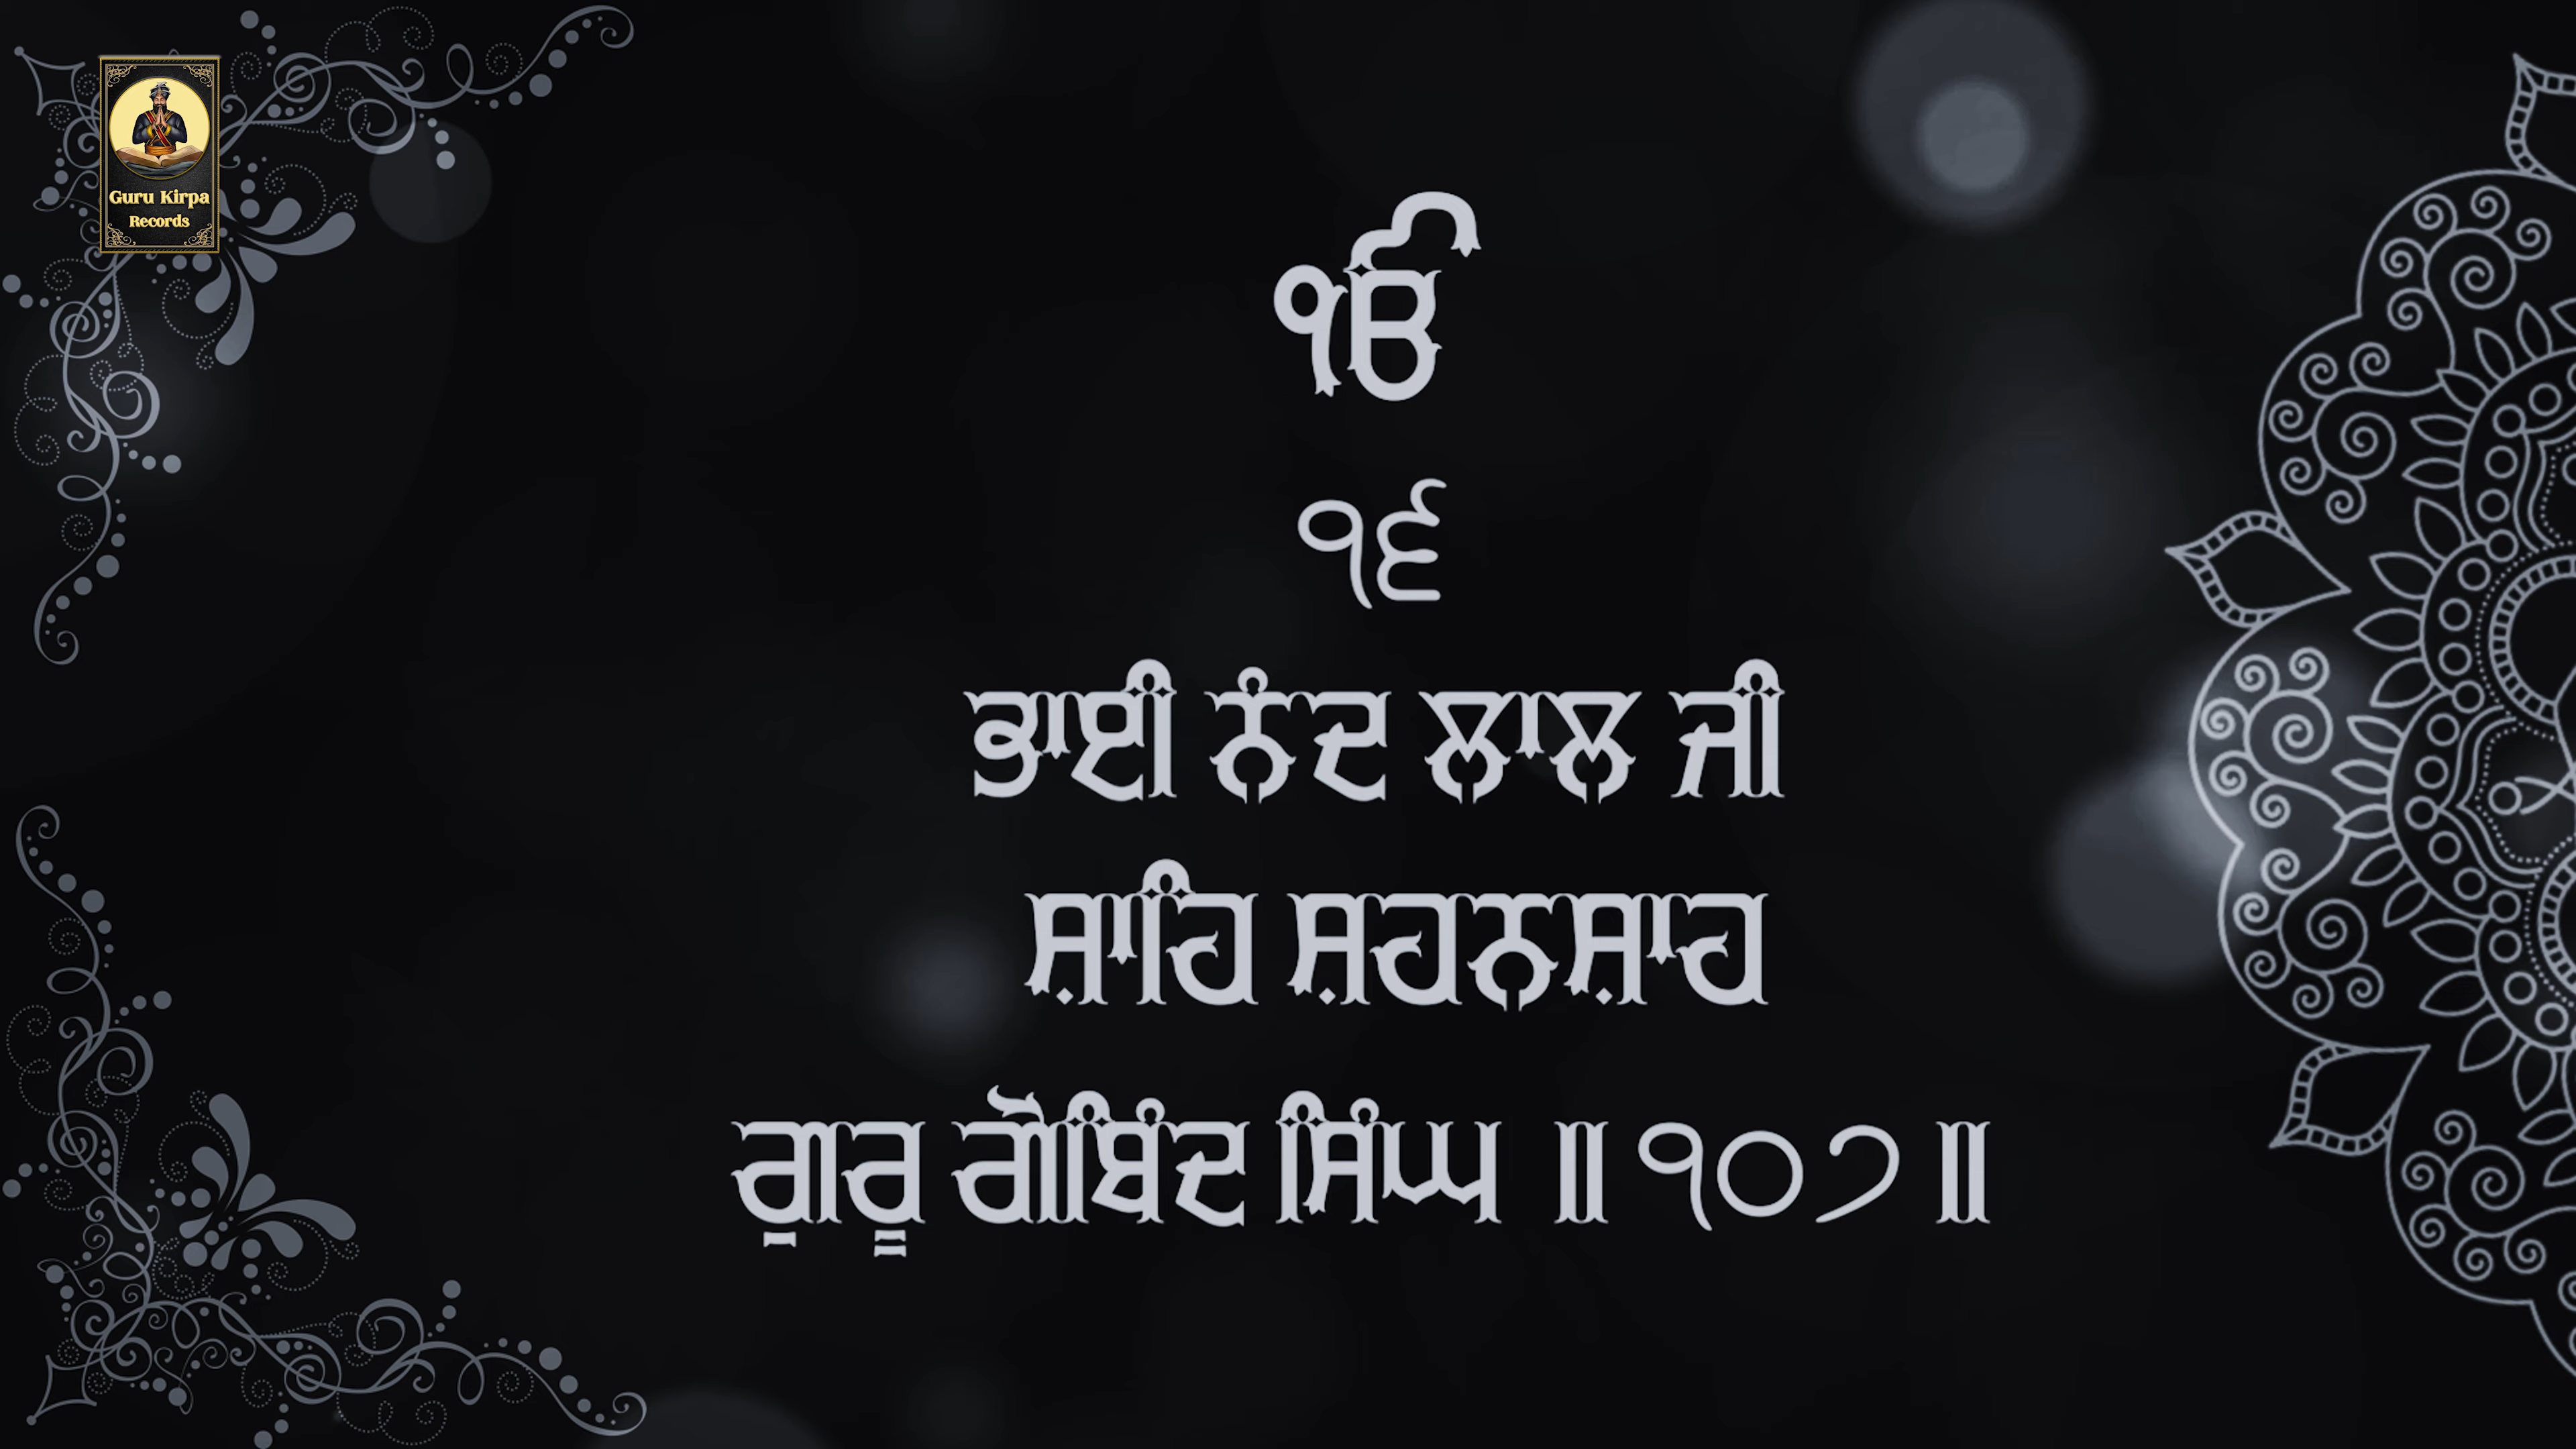 Guru Kirpa
Records
ੴ
੧੬
ਭਾਈ ਨੰਦ ਲਾਲ ਜੀ
ਸ਼ਾਹਿ ਸ਼ਹਨਸ਼ਾਹ
ਗੁਰੂ ਗੋਬਿੰਦ ਸਿੰਘ ॥੧੦੭॥